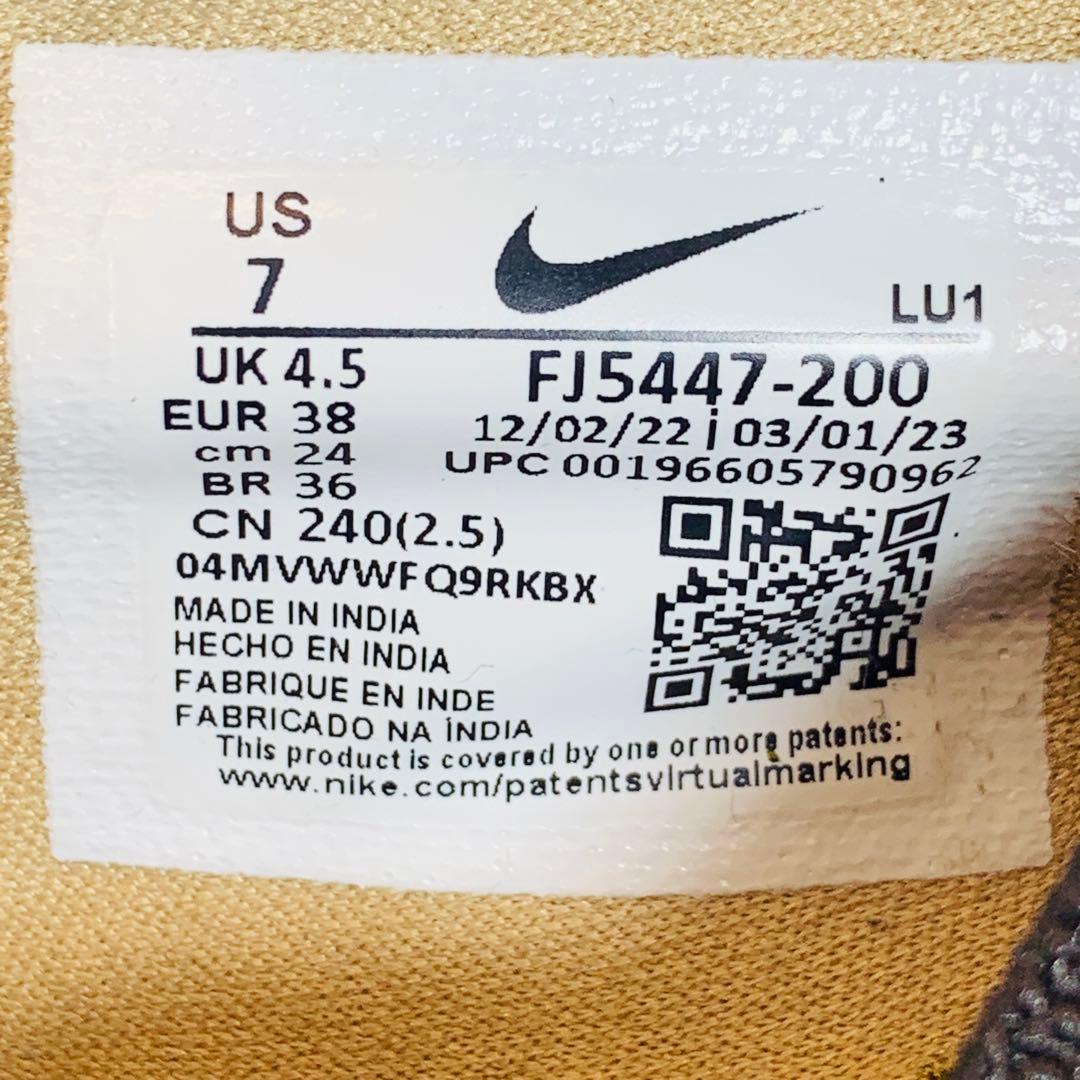 US
7
LU1
UK 4.5
FJ5447-200
EUR 38
12/02/22 | 03/01/23
cm 24
UPC 00196605790962
BR 36
CN 240(2.5)
04MVWWFQ9RKBX
MADE IN INDIA
HECHO EN INDIA
FABRIQUE EN INDE
FABRICADO NA ÍNDIA
This product is covered by one or more patents:
www.nike.com/patentsvirtualmarking